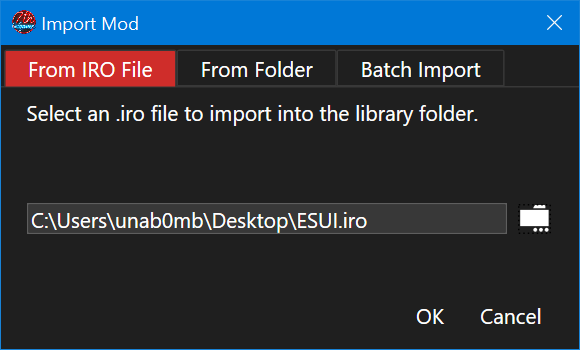 Import Mod
From IRO File
From Folder
Batch Import
Select an .iro file to import into the library folder.
C:\Users\unab0mb\Desktop\ESUI.iro
OK
Cancel